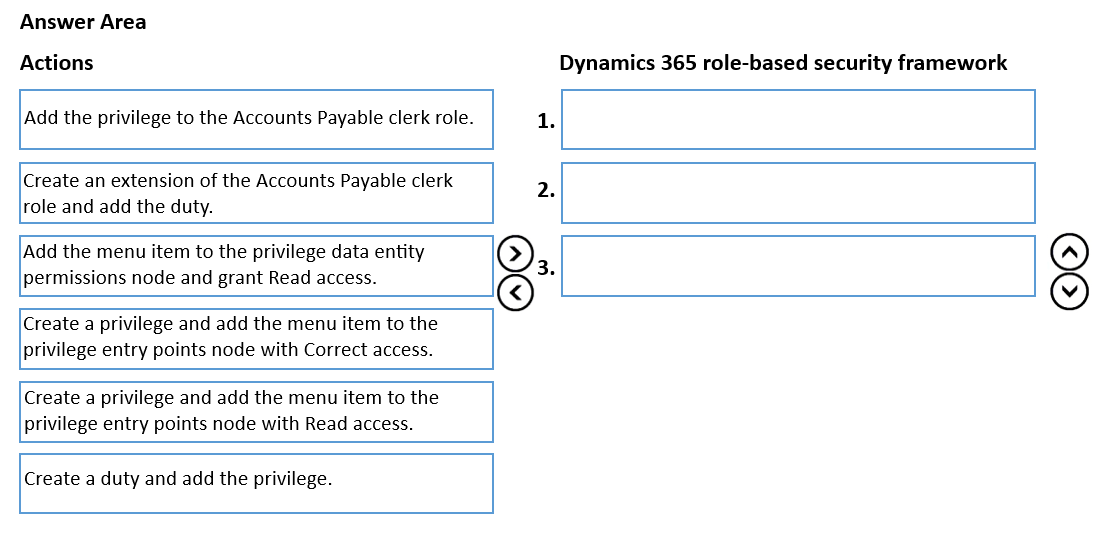 Answer Area
Actions
Dynamics 365 role-based security framework
Add the privilege to the Accounts Payable clerk role.
1.
Create an extension of the Accounts Payable clerk
role and add the duty.
2.
Add the menu item to the privilege data entity
permissions node and grant Read access.
3.
Create a privilege and add the menu item to the
privilege entry points node with Correct access.
Create a privilege and add the menu item to the
privilege entry points node with Read access.
Create a duty and add the privilege.